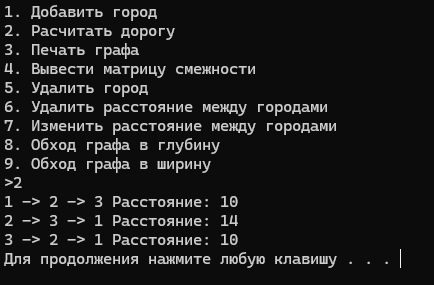 1. Добавить город
2. Расчитать дорогу
3. Печать графа
4. Вывести матрицу смежности
5. Удалить город
6. Удалить расстояние между городами
7. Изменить расстояние между городами
8. Обход графа в глубину
9. Обход графа в ширину
>2
1 -> 2 -> 3 Расстояние: 10
2 -> 3 -> 1 Расстояние: 14
3 -> 2 -> 1 Расстояние: 10
Для продолжения нажмите любую клавишу . . .